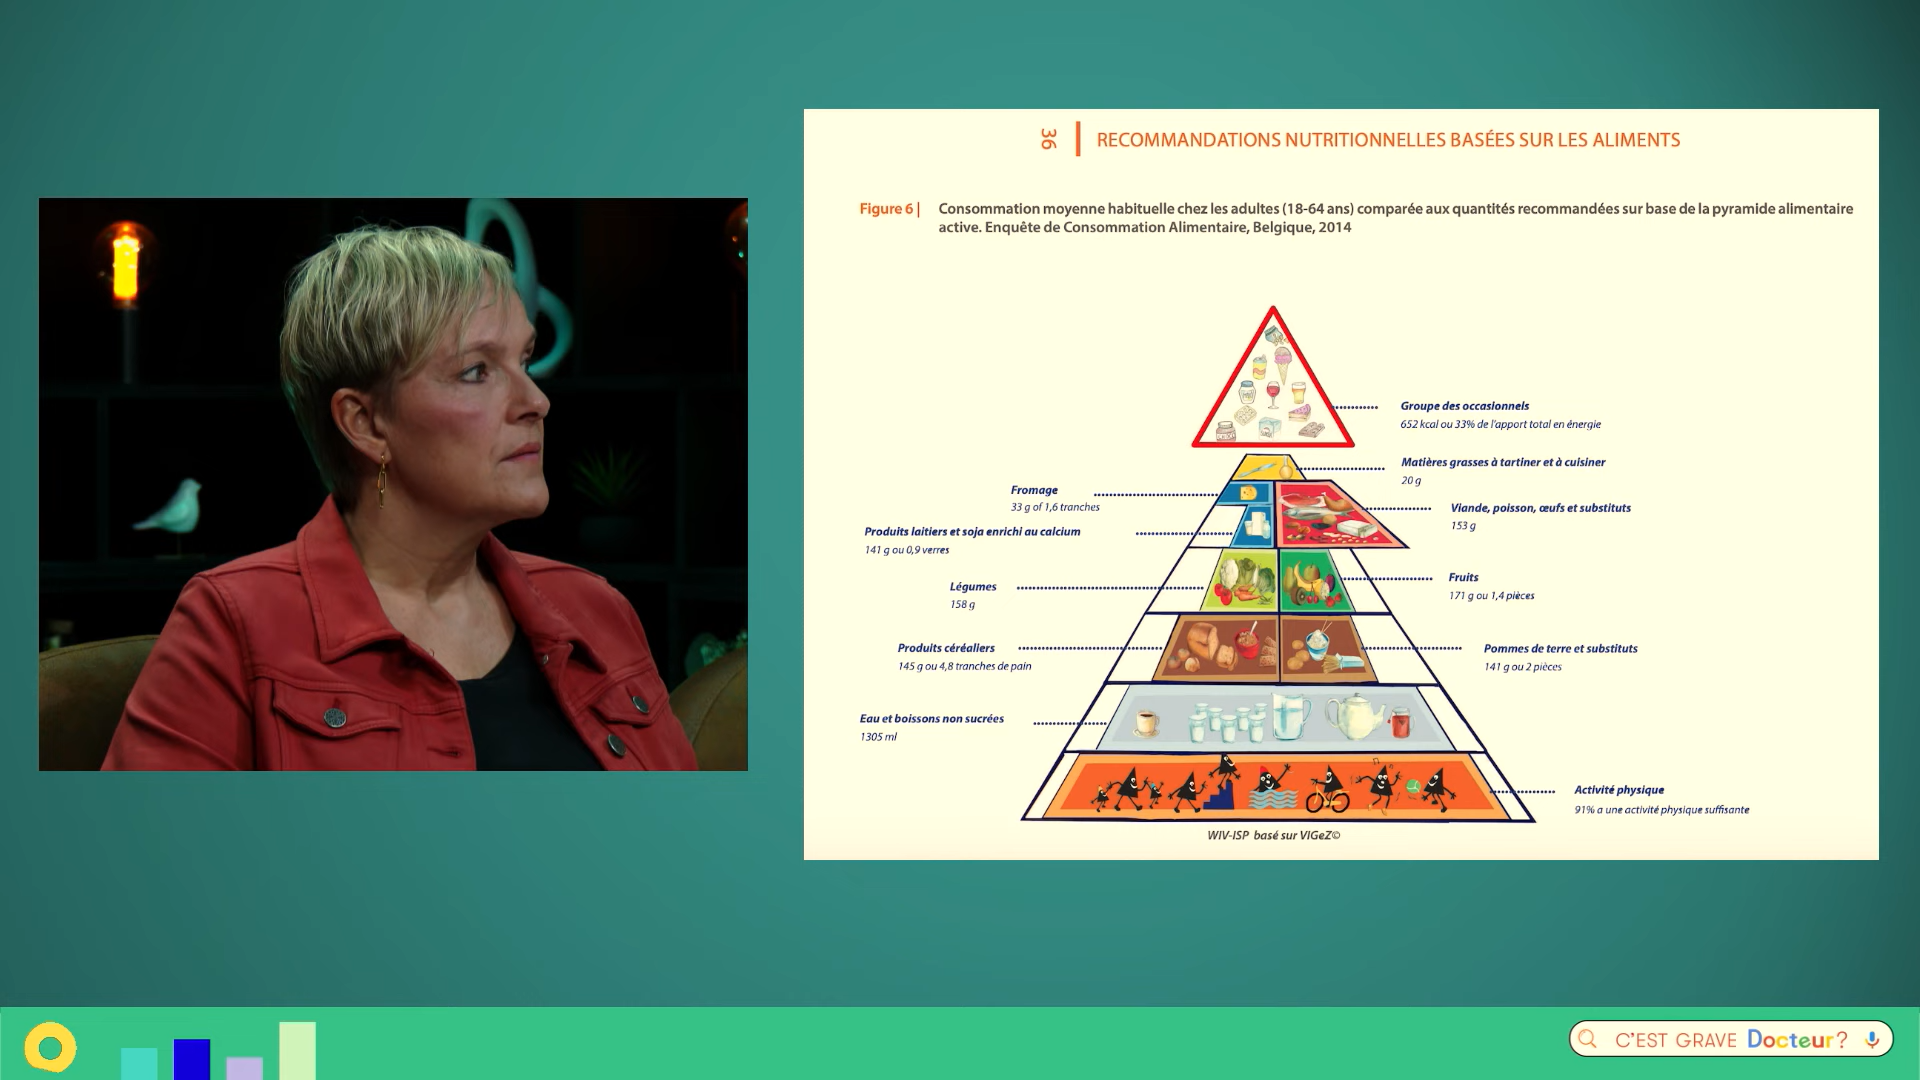 36 | RECOMMANDATIONS NUTRITIONNELLES BASÉES SUR LES ALIMENTS
Figure 6 | Consommation moyenne habituelle chez les adultes (18-64 ans) comparée aux quantités recommandées sur base de la pyramide alimentaire
active. Enquête de Consommation Alimentaire, Belgique, 2014
Groupe des occasionnels
652 kcal ou 33% de l'apport total en énergie
Matières grasses à tartiner et à cuisiner
20 g
Fromage
33 g of 1,6 tranches
Viande, poisson, œufs et substituts
153 g
Produits laitiers et soja enrichi au calcium
141 g ou 0,9 verres
Légumes
158 g
Fruits
171 g ou 1,4 pièces
Produits céréaliers
145 g ou 4,8 tranches de pain
Pommes de terre et substituts
141 g ou 2 pièces
Eau et boissons non sucrées
1305 ml
Activité physique
91% a une activité physique suffisante
WIV-ISP basé sur VIGeZ©
C'EST GRAVE Docteur?